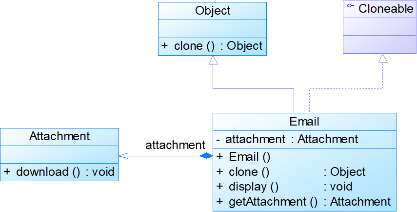 Object
+ clone () : Object
Cloneable
Attachment
+ download () : void
attachment
Email
- attachment : Attachment
+ Email ()
+ clone () : Object
+ display () : void
+ getAttachment () : Attachment